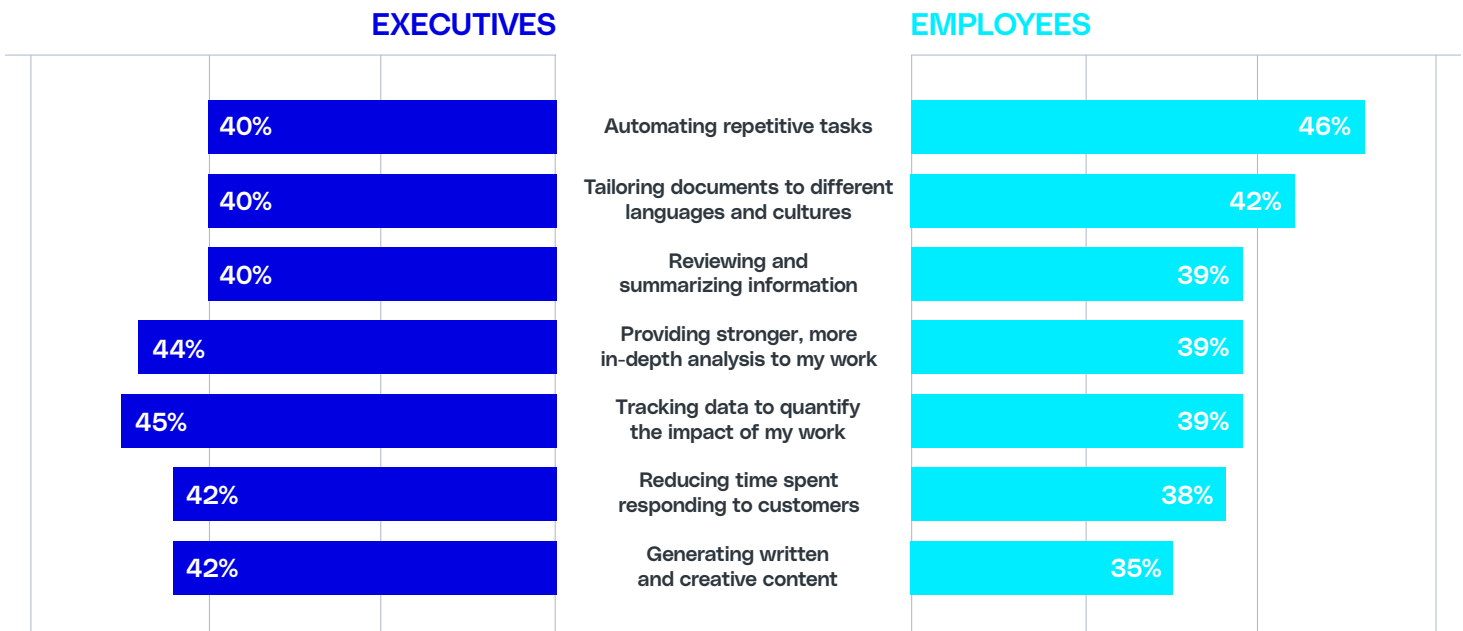 EXECUTIVES
EMPLOYEES
40%
Automating repetitive tasks
46%
40%
Tailoring documents to different
languages and cultures
42%
40%
Reviewing and
summarizing information
39%
44%
Providing stronger, more
in-depth analysis to my work
39%
45%
Tracking data to quantify
the impact of my work
39%
42%
Reducing time spent
responding to customers
38%
42%
Generating written
and creative content
35%